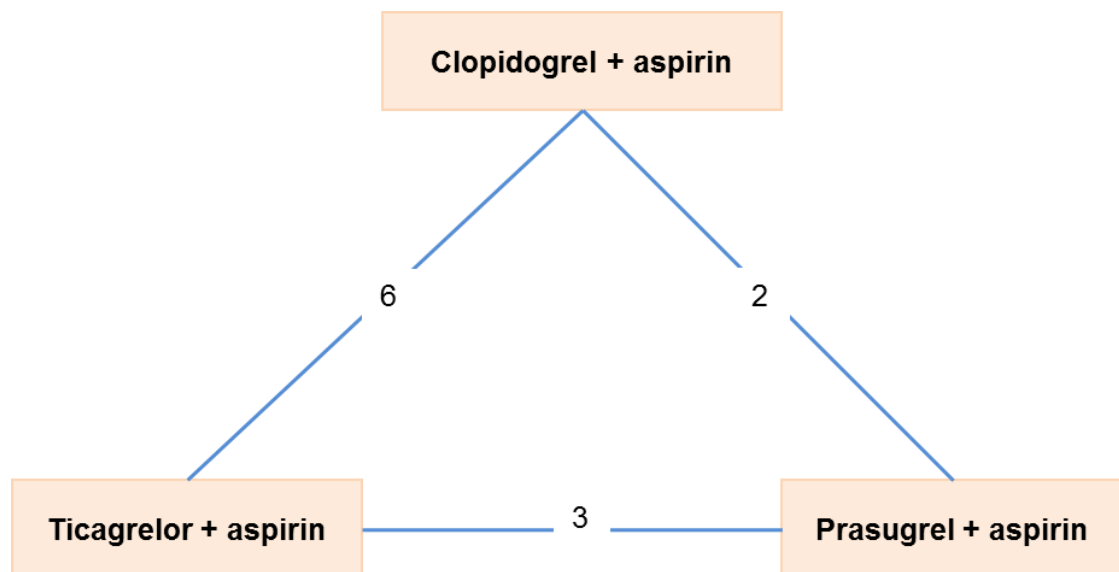 Clopidogrel + aspirin
6
2
Ticagrelor + aspirin
3
Prasugrel + aspirin